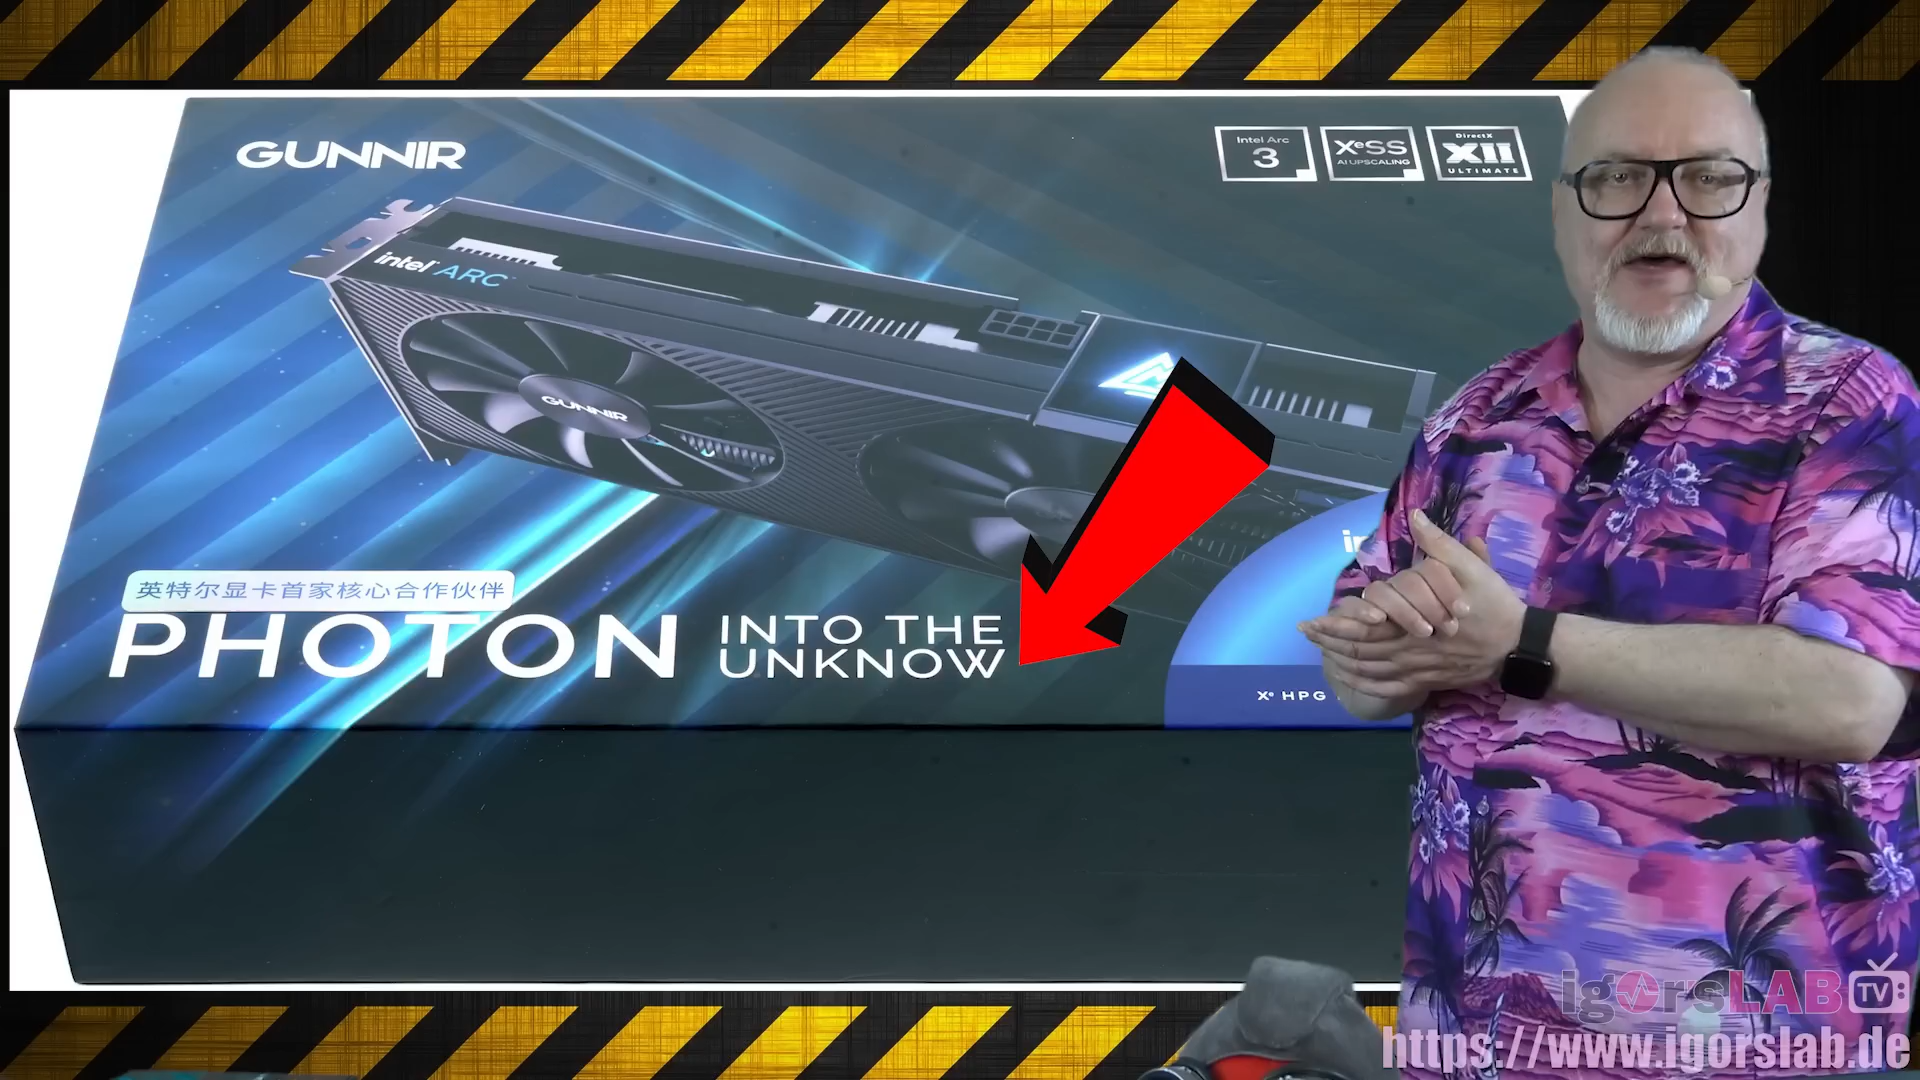 GUNNIR
Intel Arc
3
XeSS
AI UPSCALING
DirectX
XII
ULTIMATE
intel ARC
GUNNIR
英特尔显卡首家核心合作伙伴
PHOTON
INTO THE
UNKNOW
Xe HPG
igorsLAB
TV
https://www.igorslab.de